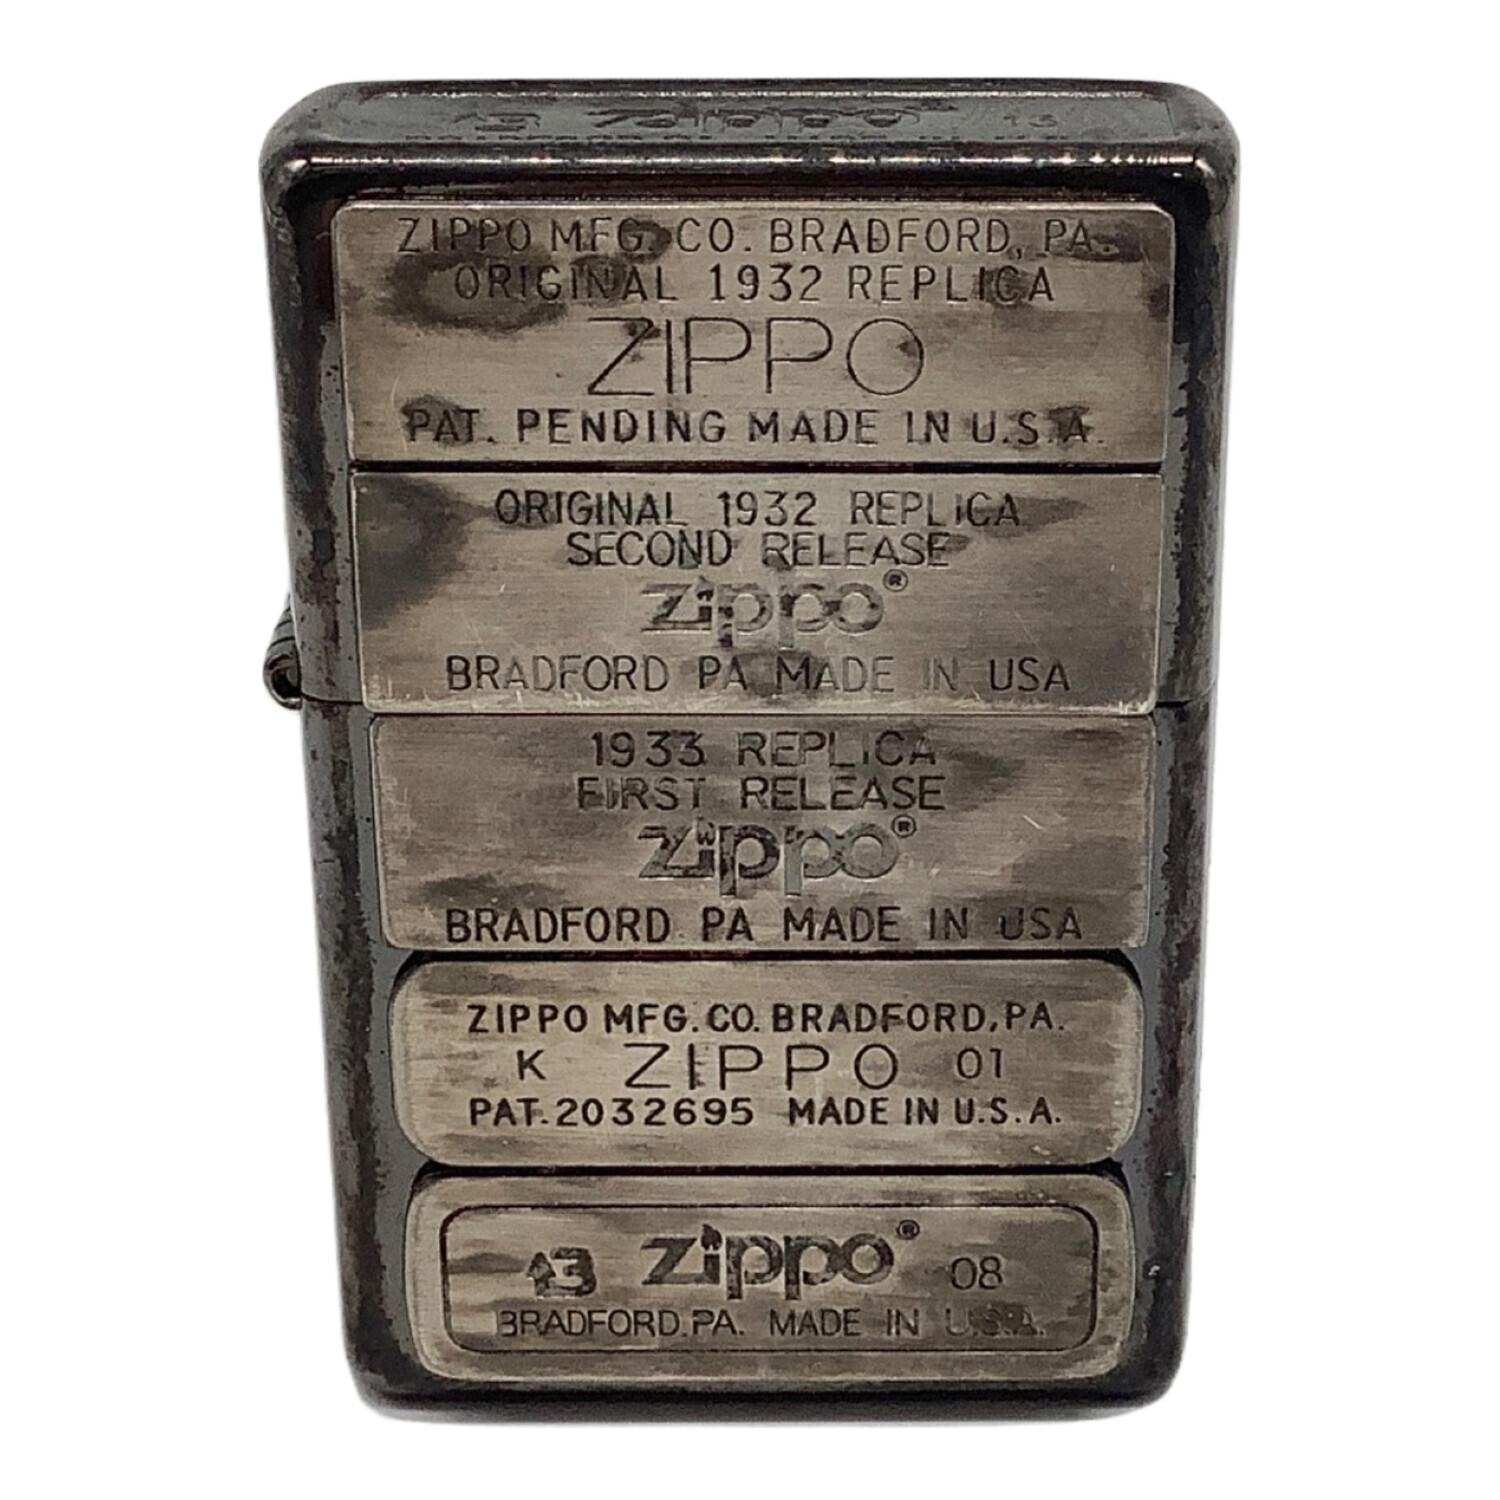 Zippo 13
ZIPPO MFG. CO. BRADFORD, PA.
ORIGINAL 1932 REPLICA
ZIPPO
PAT. PENDING MADE IN U.S.A.
ORIGINAL 1932 REPLICA
SECOND RELEASE
zippo®
BRADFORD PA MADE IN USA
1933 REPLICA
FIRST RELEASE
zippo®
BRADFORD PA MADE IN USA
ZIPPO MFG. CO. BRADFORD, PA.
K ZIPPO 01
PAT. 2032695 MADE IN U.S.A.
zippo® 08
BRADFORD.PA. MADE IN U.S.A.